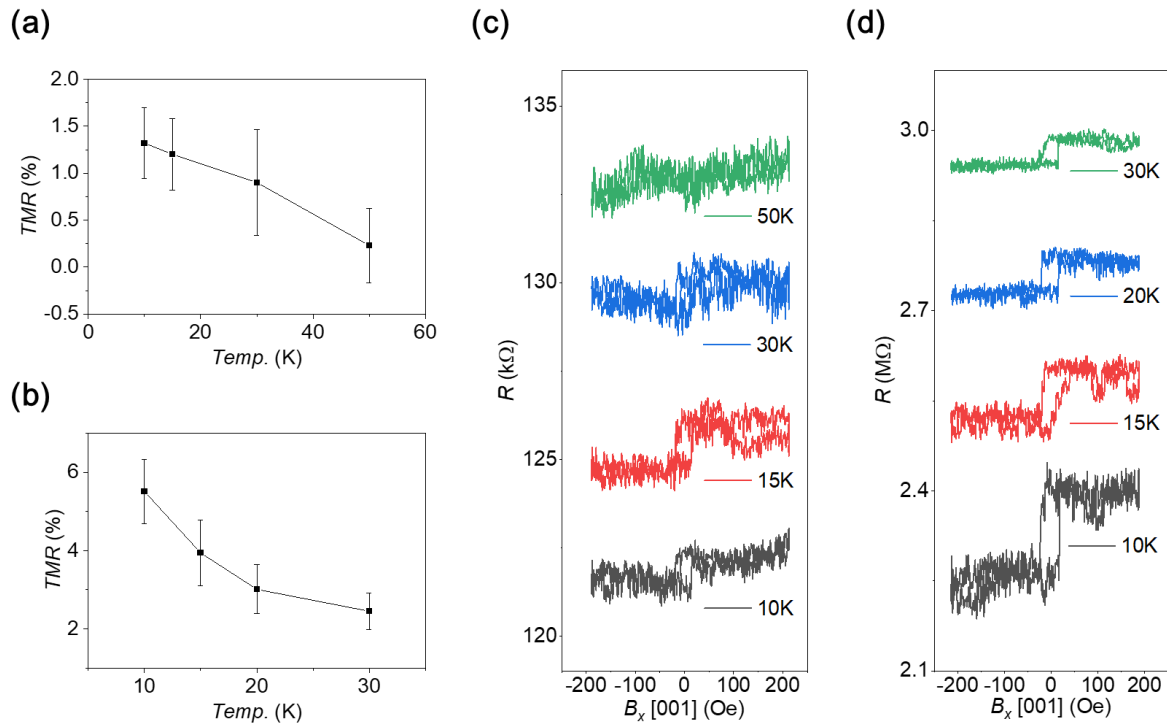 (a)
2.0
1.5
1.0
0.5
0.0
-0.5
TMR (%)
0 20 40 60
Temp. (K)
(b)
6
4
2
TMR (%)
10 20 30
Temp. (K)
(c)
135
130
125
120
R (kΩ)
50K
30K
15K
10K
-200 -100 0 100 200
Bx [001] (Oe)
(d)
3.0
2.7
2.4
2.1
R (MΩ)
30K
20K
15K
10K
-200 -100 0 100 200
Bx [001] (Oe)